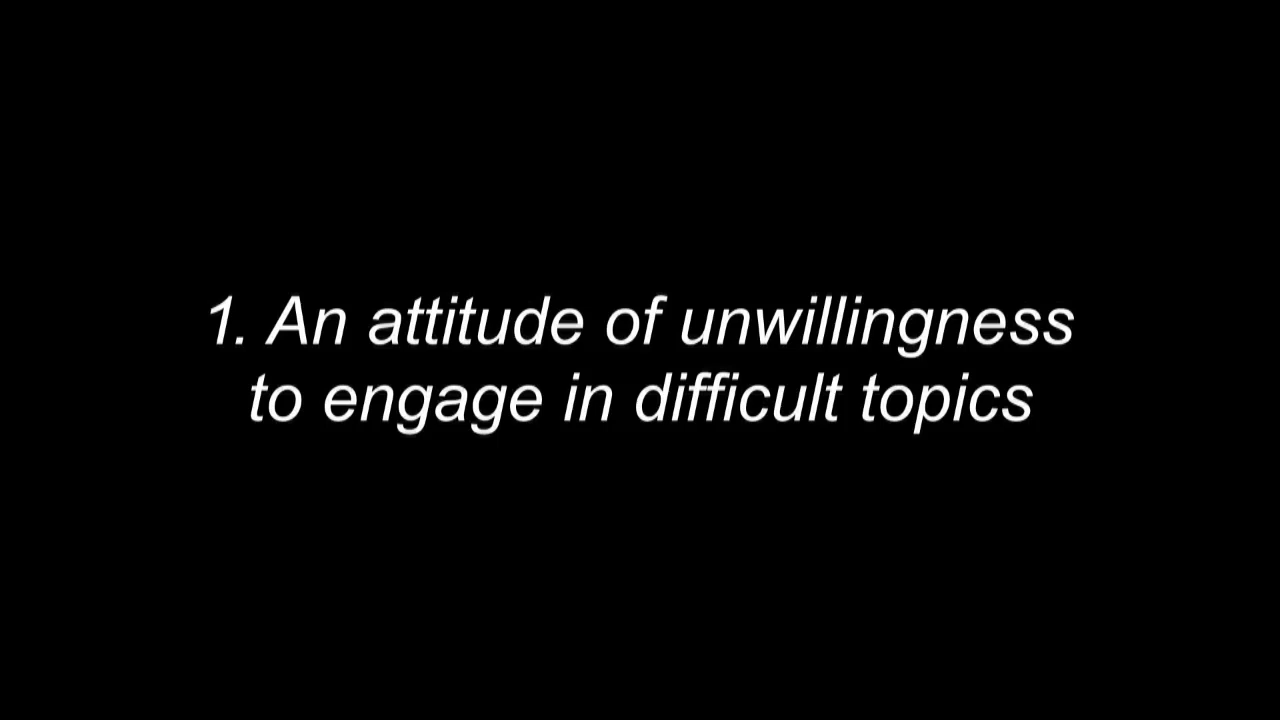 1. An attitude of unwillingness
to engage in difficult topics